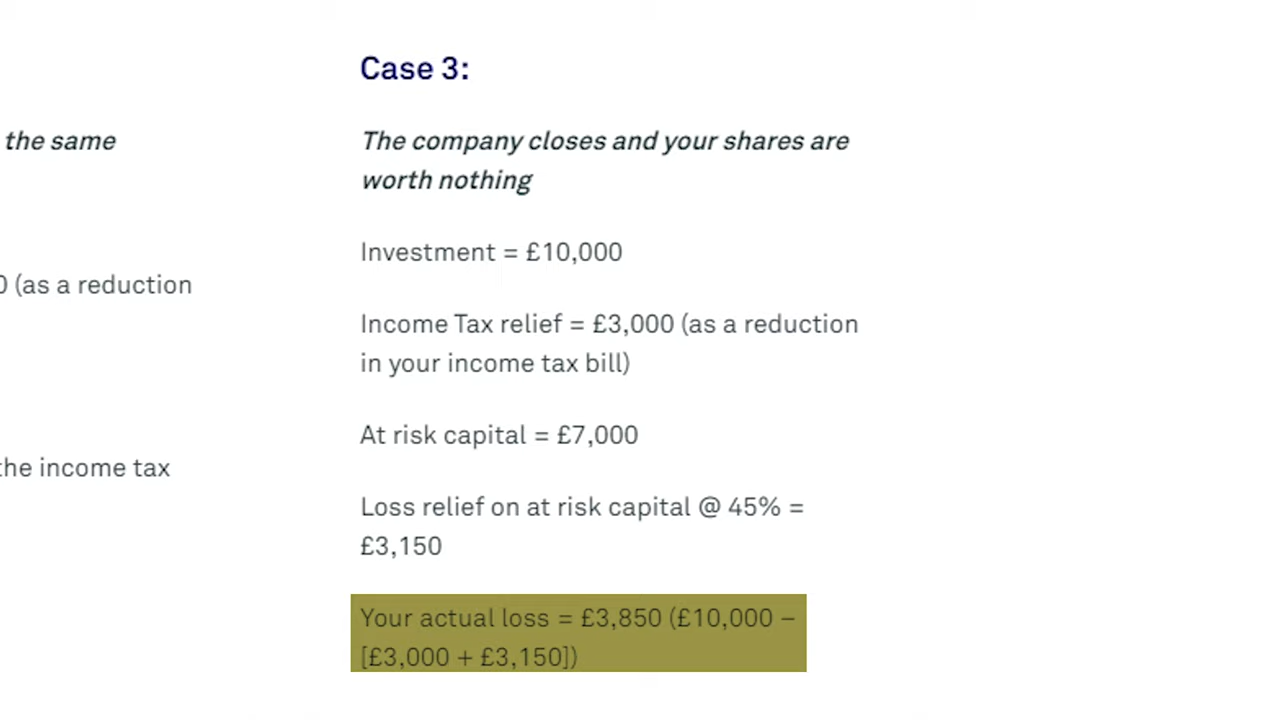 Case 3:
the same
The company closes and your shares are
worth nothing
Investment = £10,000
0 (as a reduction
Income Tax relief = £3,000 (as a reduction
in your income tax bill)
At risk capital = £7,000
the income tax
Loss relief on at risk capital @ 45% =
£3,150
Your actual loss = £3,850 (£10,000 –
[£3,000 + £3,150])